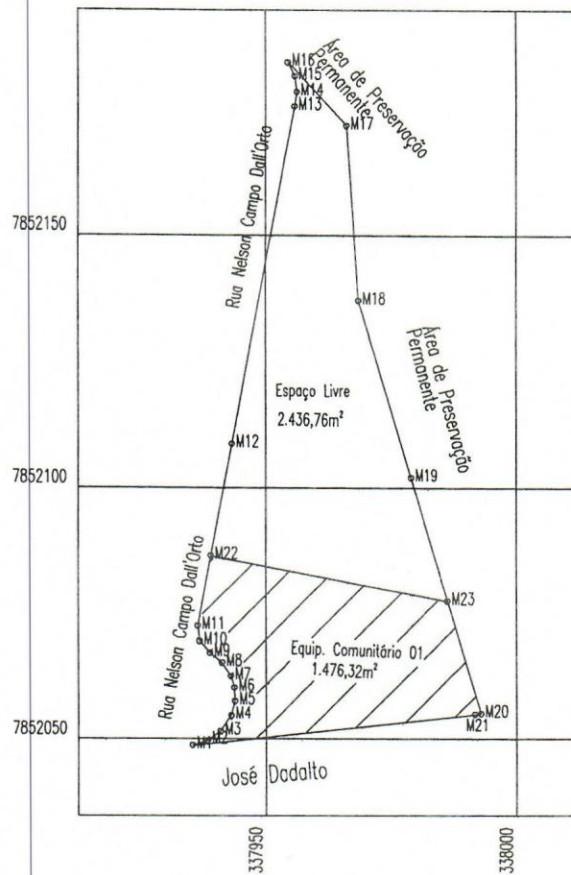 M16
M15
M14
M13
Área de Preservação
Permanente
M17
7852150
Rua Nelson Campo Dall'Orto
M18
Área de Preservação
Permanente
Espaço Livre
2.436,76m²
M12
M19
7852100
M22
M23
Rua Nelson Campo Dall'Orto
M11
M10
M9
M8
M7
M6
M5
M4
M3
M2
M1
Equip. Comunitário 01
1.476,32m²
M20
M21
7852050
José Dadalto
337950
338000